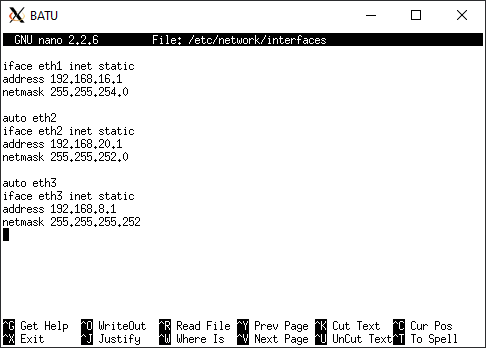 BATU
GNU nano 2.2.6 File: /etc/network/interfaces
iface eth1 inet static
address 192.168.16.1
netmask 255.255.254.0
auto eth2
iface eth2 inet static
address 192.168.20.1
netmask 255.255.252.0
auto eth3
iface eth3 inet static
address 192.168.8.1
netmask 255.255.255.252
^G Get Help ^O WriteOut ^R Read File ^Y Prev Page ^K Cut Text ^C Cur Pos
^X Exit ^J Justify ^W Where Is ^V Next Page ^U UnCut Text^T To Spell